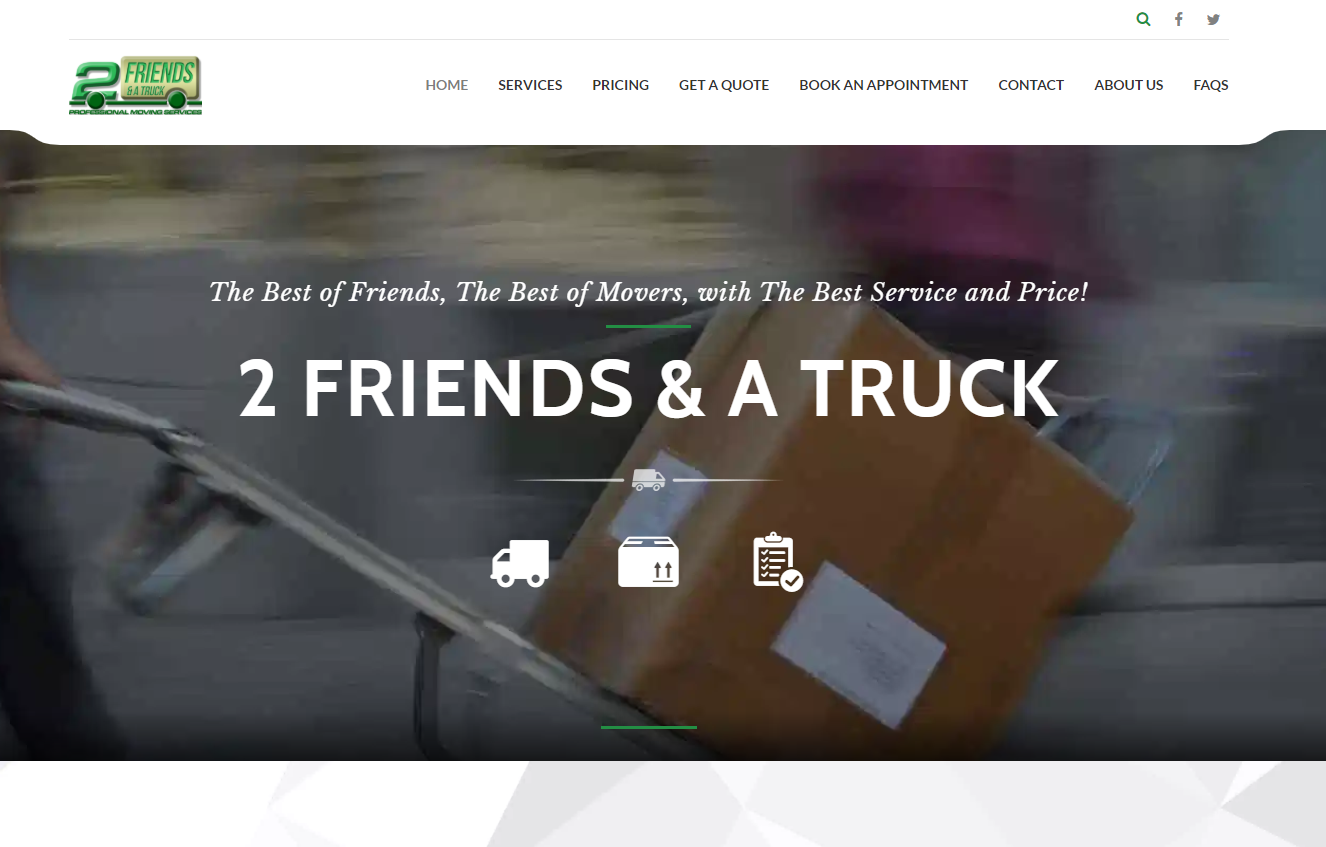 2 FRIENDS
& A TRUCK
PROFESSIONAL MOVING SERVICES
HOME SERVICES PRICING GET A QUOTE BOOK AN APPOINTMENT CONTACT ABOUT US FAQS
The Best of Friends, The Best of Movers, with The Best Service and Price!
2 FRIENDS & A TRUCK